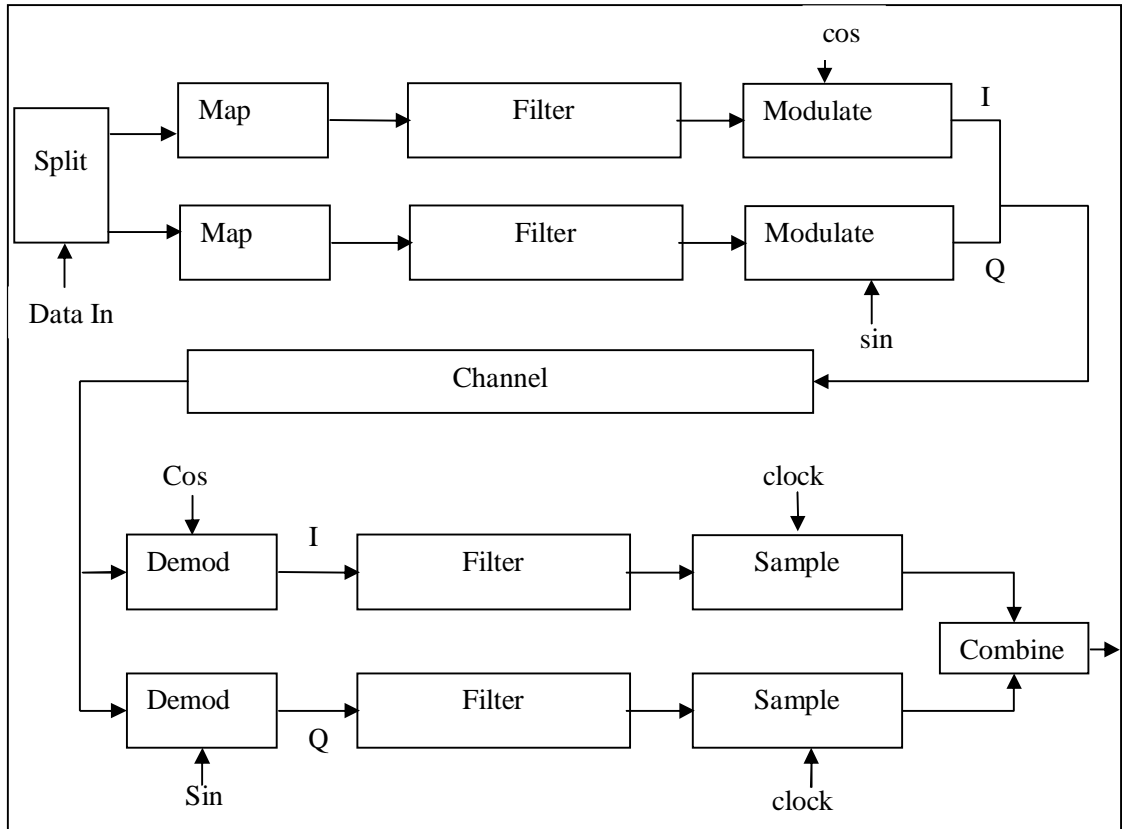 cos
Map
Filter
Modulate
I
Split
Map
Filter
Modulate
Q
Data In
sin
Channel
Cos
clock
I
Demod
Filter
Sample
Combine
Demod
Filter
Sample
Q
Sin
clock